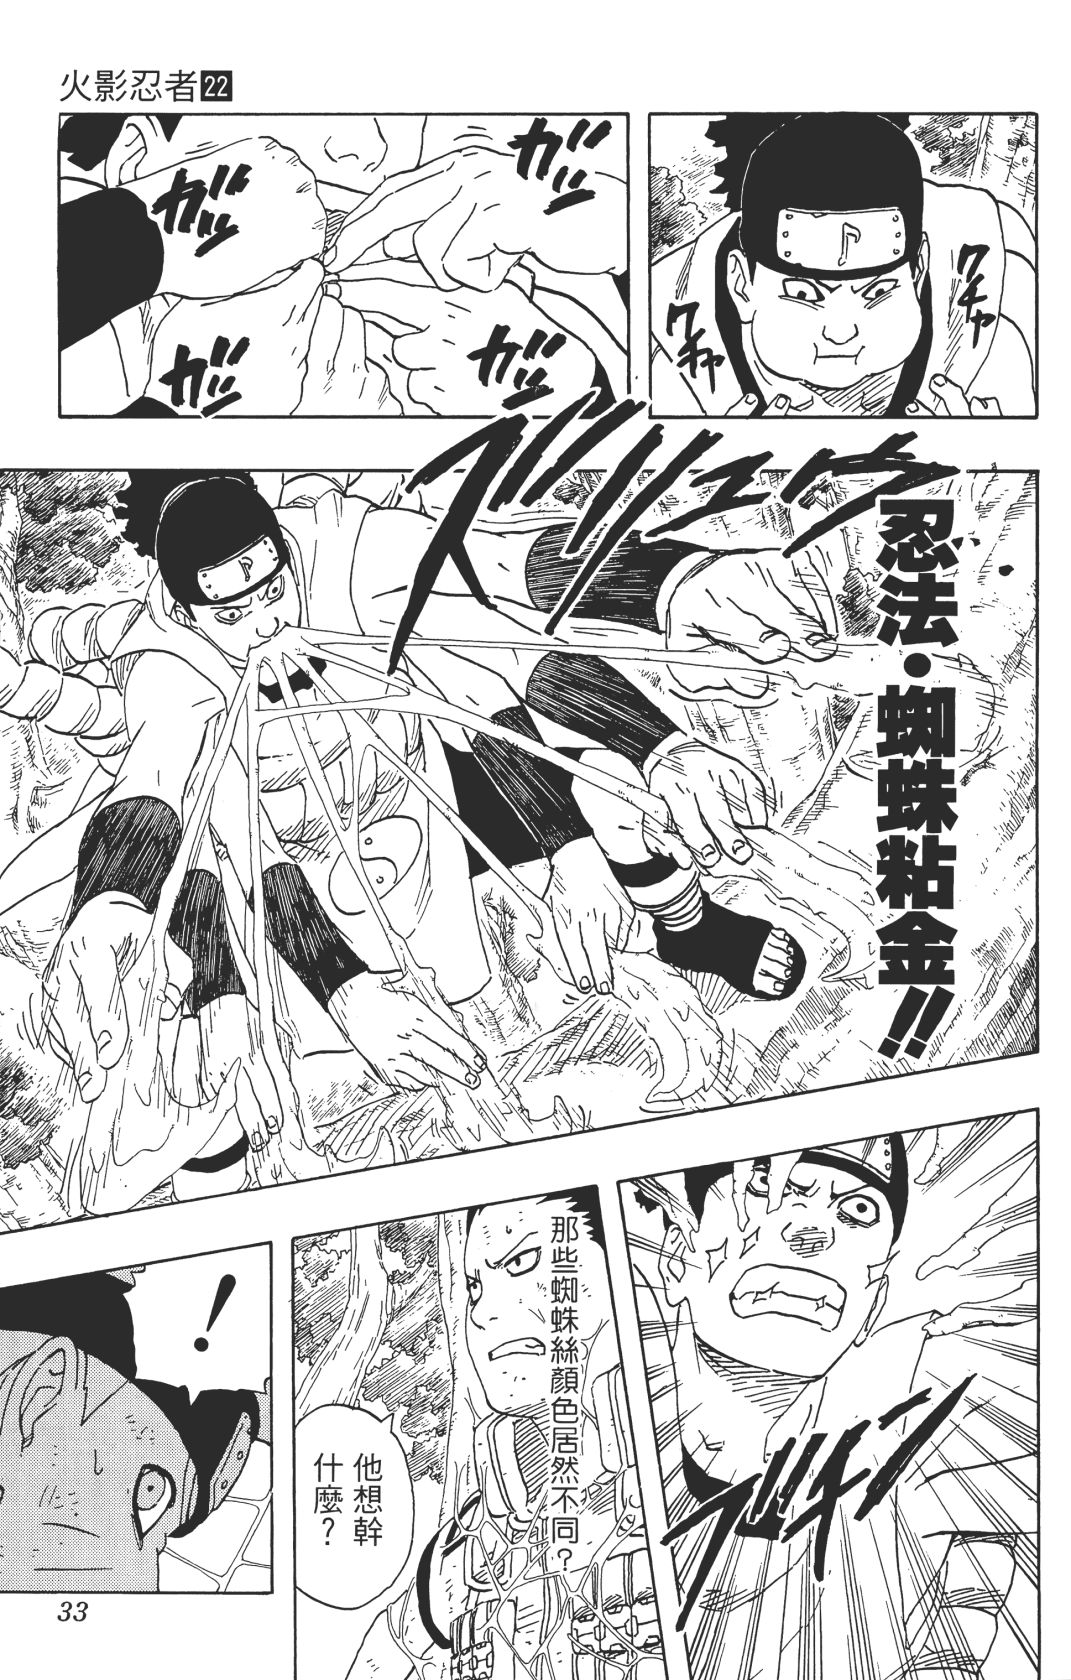 火影忍者22
クチャ
クチャ
ガッ
ガッ
ガッ
ガッ
ズリュウ
忍法・蜘蛛粘金!!
ブチン
那些蜘蛛絲顏色居然不同?
他想幹
什麼?
!
33